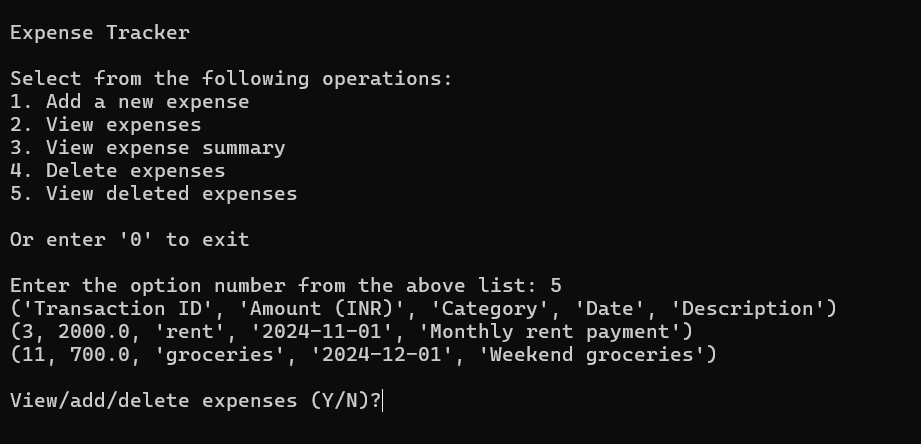 Expense Tracker
Select from the following operations:
1. Add a new expense
2. View expenses
3. View expense summary
4. Delete expenses
5. View deleted expenses
Or enter '0' to exit
Enter the option number from the above list: 5
('Transaction ID', 'Amount (INR)', 'Category', 'Date', 'Description')
(3, 2000.0, 'rent', '2024-11-01', 'Monthly rent payment')
(11, 700.0, 'groceries', '2024-12-01', 'Weekend groceries')
View/add/delete expenses (Y/N)?